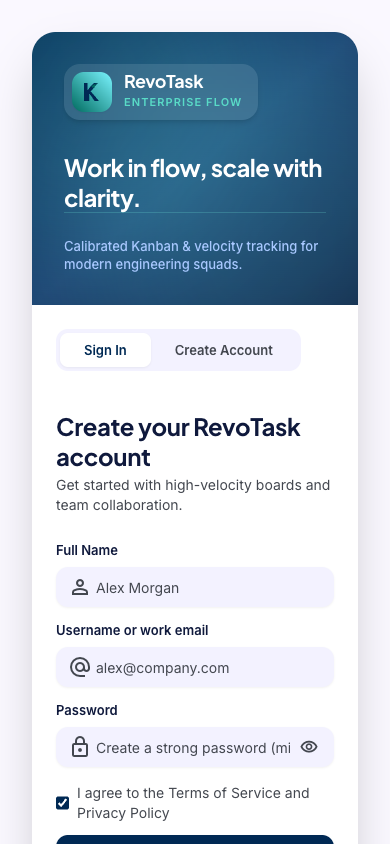 K
RevoTask
ENTERPRISE FLOW
Work in flow, scale with
clarity.
Calibrated Kanban & velocity tracking for
modern engineering squads.
Sign In
Create Account
Create your RevoTask
account
Get started with high-velocity boards and
team collaboration.
Full Name
Alex Morgan
Username or work email
alex@company.com
Password
Create a strong password (mi
I agree to the Terms of Service and
Privacy Policy